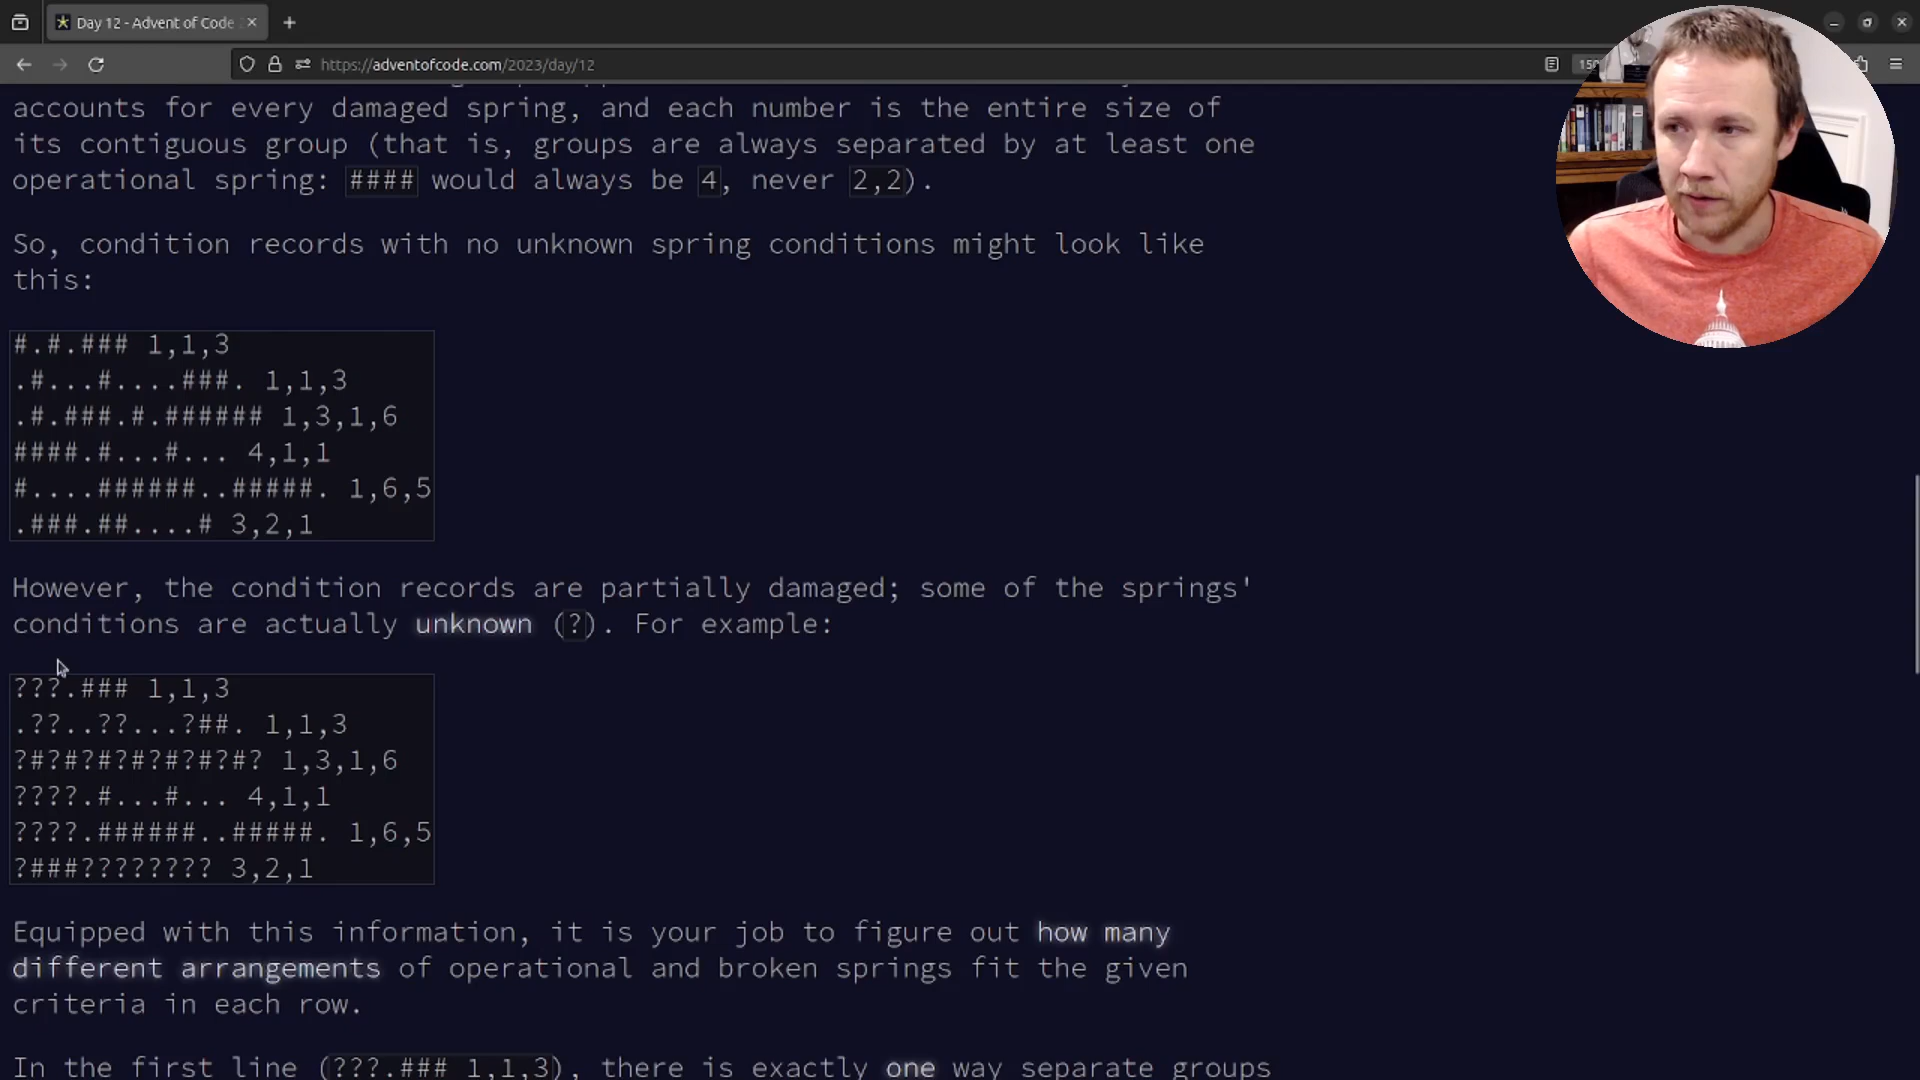 Day 12 - Advent of Code
https://adventofcode.com/2023/day/12
accounts for every damaged spring, and each number is the entire size of
its contiguous group (that is, groups are always separated by at least one
operational spring: #### would always be 4, never 2,2).
So, condition records with no unknown spring conditions might look like
this:
#.#.### 1,1,3
.#...#....###. 1,1,3
.#.###.#.###### 1,3,1,6
####.#...#... 4,1,1
#....######..#####. 1,6,5
.###.##....# 3,2,1
However, the condition records are partially damaged; some of the springs'
conditions are actually unknown (?). For example:
???.### 1,1,3
.??..??...?##. 1,1,3
?#?#?#?#?#?#?#? 1,3,1,6
????.#...#... 4,1,1
????.######..#####. 1,6,5
?###???????? 3,2,1
Equipped with this information, it is your job to figure out how many
different arrangements of operational and broken springs fit the given
criteria in each row.
In the first line (???.### 1,1,3), there is exactly one way separate groups